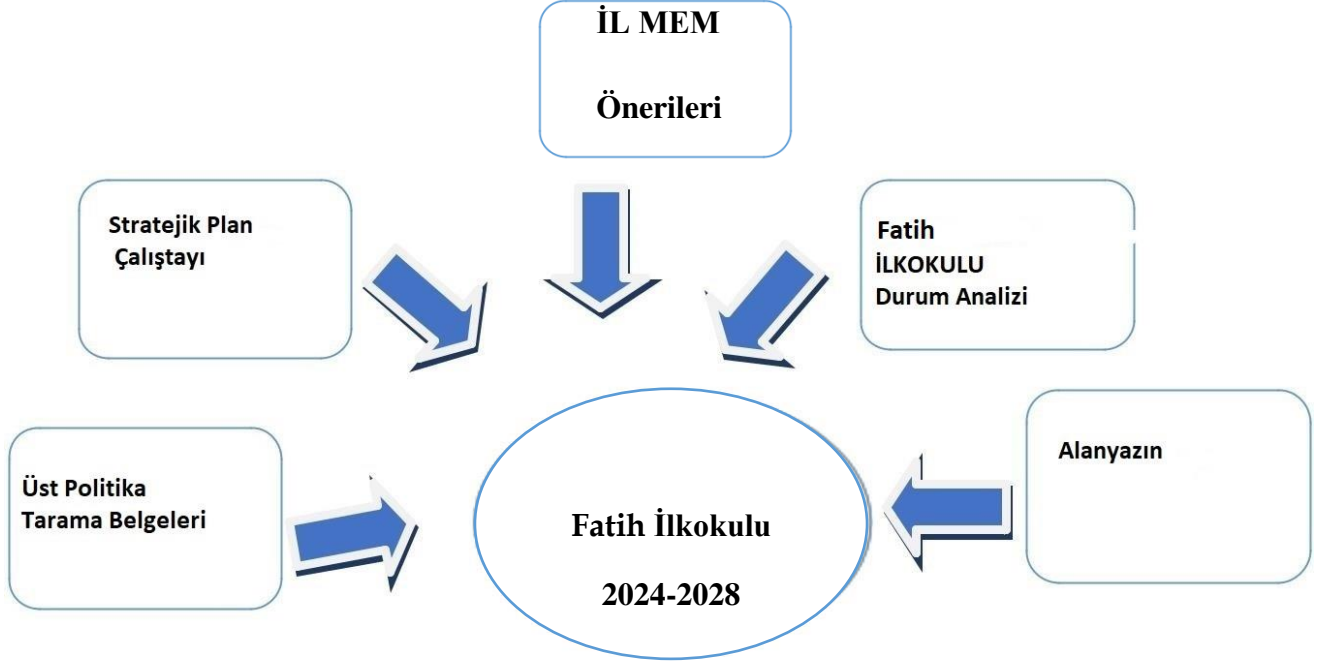 İL MEM
Önerileri
Stratejik Plan
Çalıştayı
Fatih
İLKOKULU
Durum Analizi
Üst Politika
Tarama Belgeleri
Alanyazın
Fatih İlkokulu
2024-2028